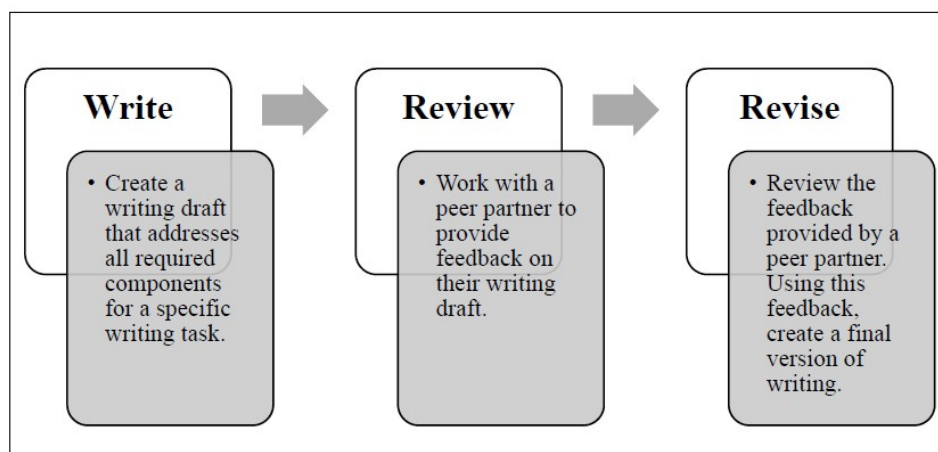 Write
• Create a
writing draft
that addresses
all required
components
for a specific
writing task.
Review
• Work with a
peer partner to
provide
feedback on
their writing
draft.
Revise
• Review the
feedback
provided by a
peer partner.
Using this
feedback,
create a final
version of
writing.